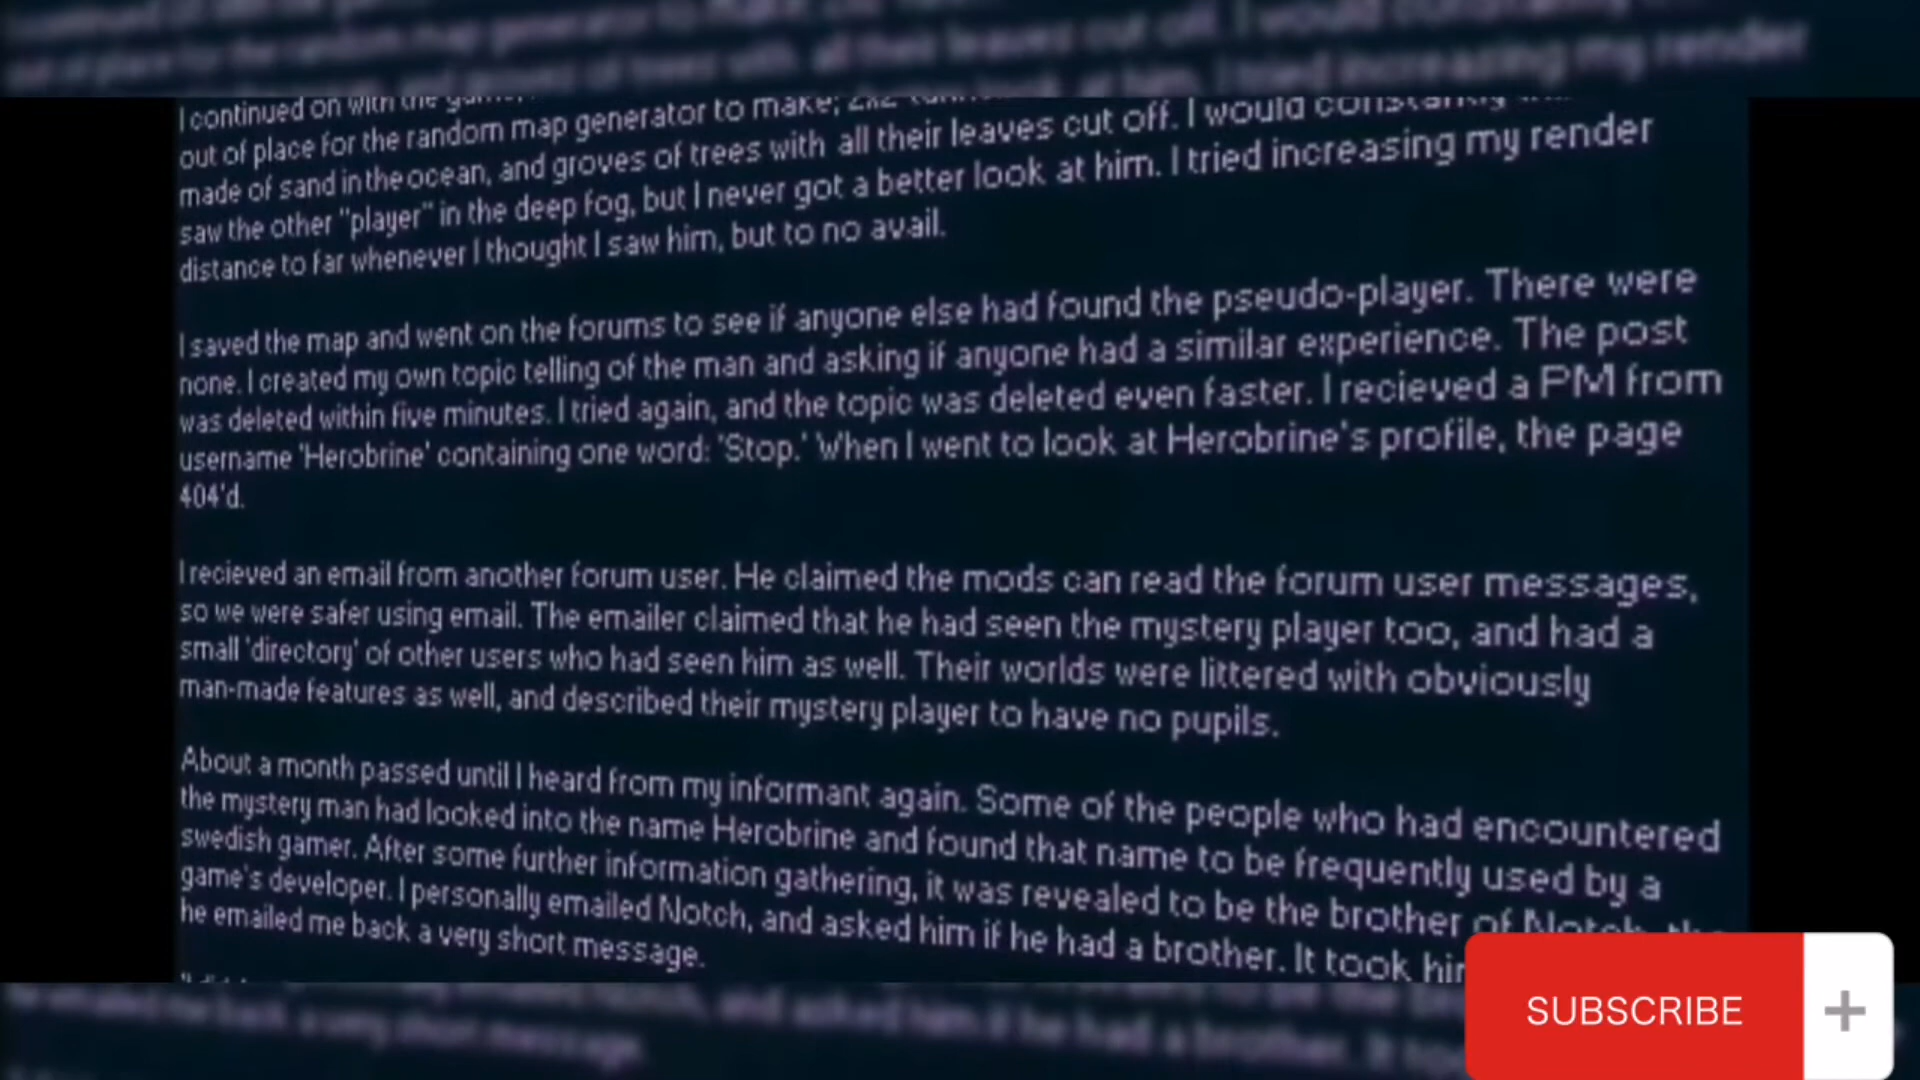 I continued on with the
out of place for the random map generator to make; 2x2
made of sand in the ocean, and groves of trees with all their leaves cut off. I would constantly
saw the other "player" in the deep fog, but I never got a better look at him. I tried increasing my render
distance to far whenever I thought I saw him, but to no avail.
I saved the map and went on the forums to see if anyone else had found the pseudo-player. There were
none. I created my own topic telling of the man and asking if anyone had a similar experience. The post
was deleted within five minutes. I tried again, and the topic was deleted even faster. I recieved a PM from
username 'Herobrine' containing one word: 'Stop.' When I went to look at Herobrine's profile, the page
404'd.
I recieved an email from another forum user. He claimed the mods can read the forum user messages,
so we were safer using email. The emailer claimed that he had seen the mystery player too, and had a
small 'directory' of other users who had seen him as well. Their worlds were littered with obviously
man-made features as well, and described their mystery player to have no pupils.
About a month passed until I heard from my informant again. Some of the people who had encountered
the mystery man had looked into the name Herobrine and found that name to be frequently used by a
swedish gamer. After some further information gathering, it was revealed to be the brother of Notch, the
game's developer. I personally emailed Notch, and asked him if he had a brother. It took him
he emailed me back a very short message.
SUBSCRIBE +